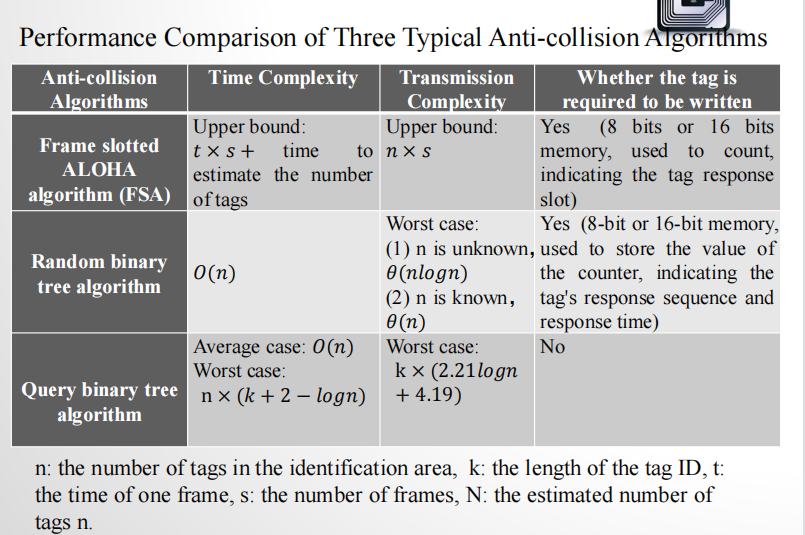 Performance Comparison of Three Typical Anti-collision Algorithms
Anti-collision
Algorithms
Time Complexity
Transmission
Complexity
Whether the tag is
required to be written
Frame slotted
ALOHA
algorithm (FSA)
Upper bound:
t × s + time to
estimate the number
of tags
Upper bound:
n × s
Yes (8 bits or 16 bits
memory, used to count,
indicating the tag response
slot)
Random binary
tree algorithm
O(n)
Worst case:
(1) n is unknown,
θ(nlogn)
(2) n is known,
θ(n)
Yes (8-bit or 16-bit memory,
used to store the value of
the counter, indicating the
tag's response sequence and
response time)
Query binary tree
algorithm
Average case: O(n)
Worst case:
n × (k + 2 − logn)
Worst case:
k × (2.21logn
+ 4.19)
No
n: the number of tags in the identification area, k: the length of the tag ID, t:
the time of one frame, s: the number of frames, N: the estimated number of
tags n.